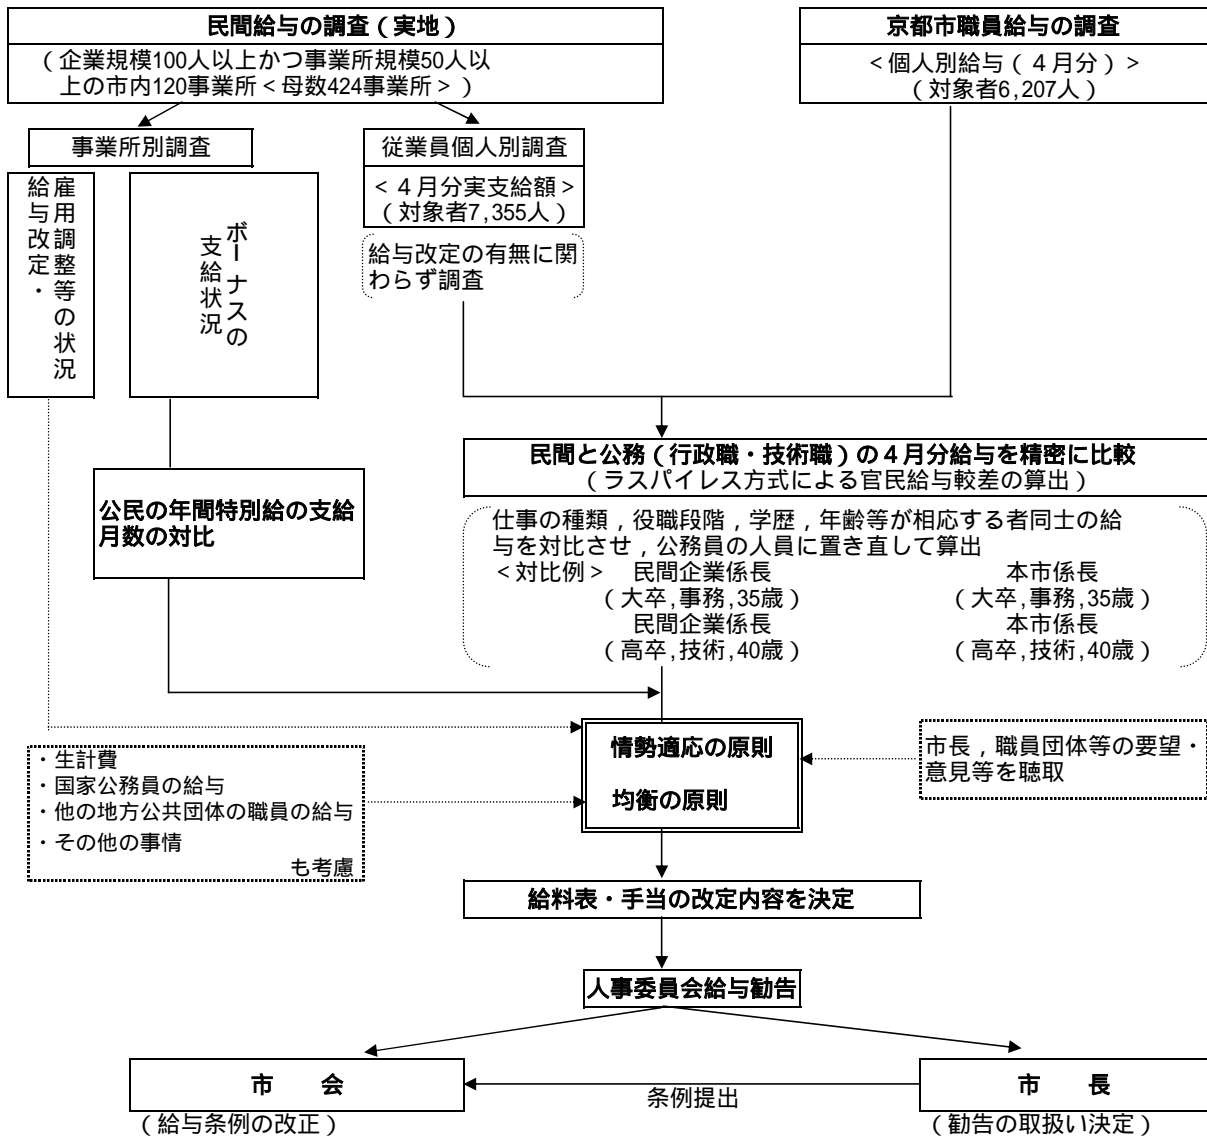 民間給与の調査（実地）
（企業規模100人以上かつ事業所規模50人以
上の市内120事業所＜母数424事業所＞）
京都市職員給与の調査
＜個人別給与（４月分）＞
（対象者6,207人）
事業所別調査
従業員個人別調査
＜４月分実支給額＞
（対象者7,355人）
給与改定の有無に関
わらず調査
給与改定・
雇用調整等の状況
ボーナスの
支給状況
民間と公務（行政職・技術職）の４月分給与を精密に比較
（ラスパイレス方式による官民給与較差の算出）
公民の年間特別給の支給
月数の対比
仕事の種類，役職段階，学歴，年齢等が相応する者同士の給
与を対比させ，公務員の人員に置き直して算出
＜対比例＞　民間企業係長　本市係長
（大卒,事務,35歳）　（大卒,事務,35歳）
民間企業係長　本市係長
（高卒,技術,40歳）　（高卒,技術,40歳）
情勢適応の原則
均衡の原則
・生計費
・国家公務員の給与
・他の地方公共団体の職員の給与
・その他の事情
も考慮
市長，職員団体等の要望・
意見等を聴取
給料表・手当の改定内容を決定
人事委員会給与勧告
市　会
（給与条例の改正）
条例提出
市　長
（勧告の取扱い決定）